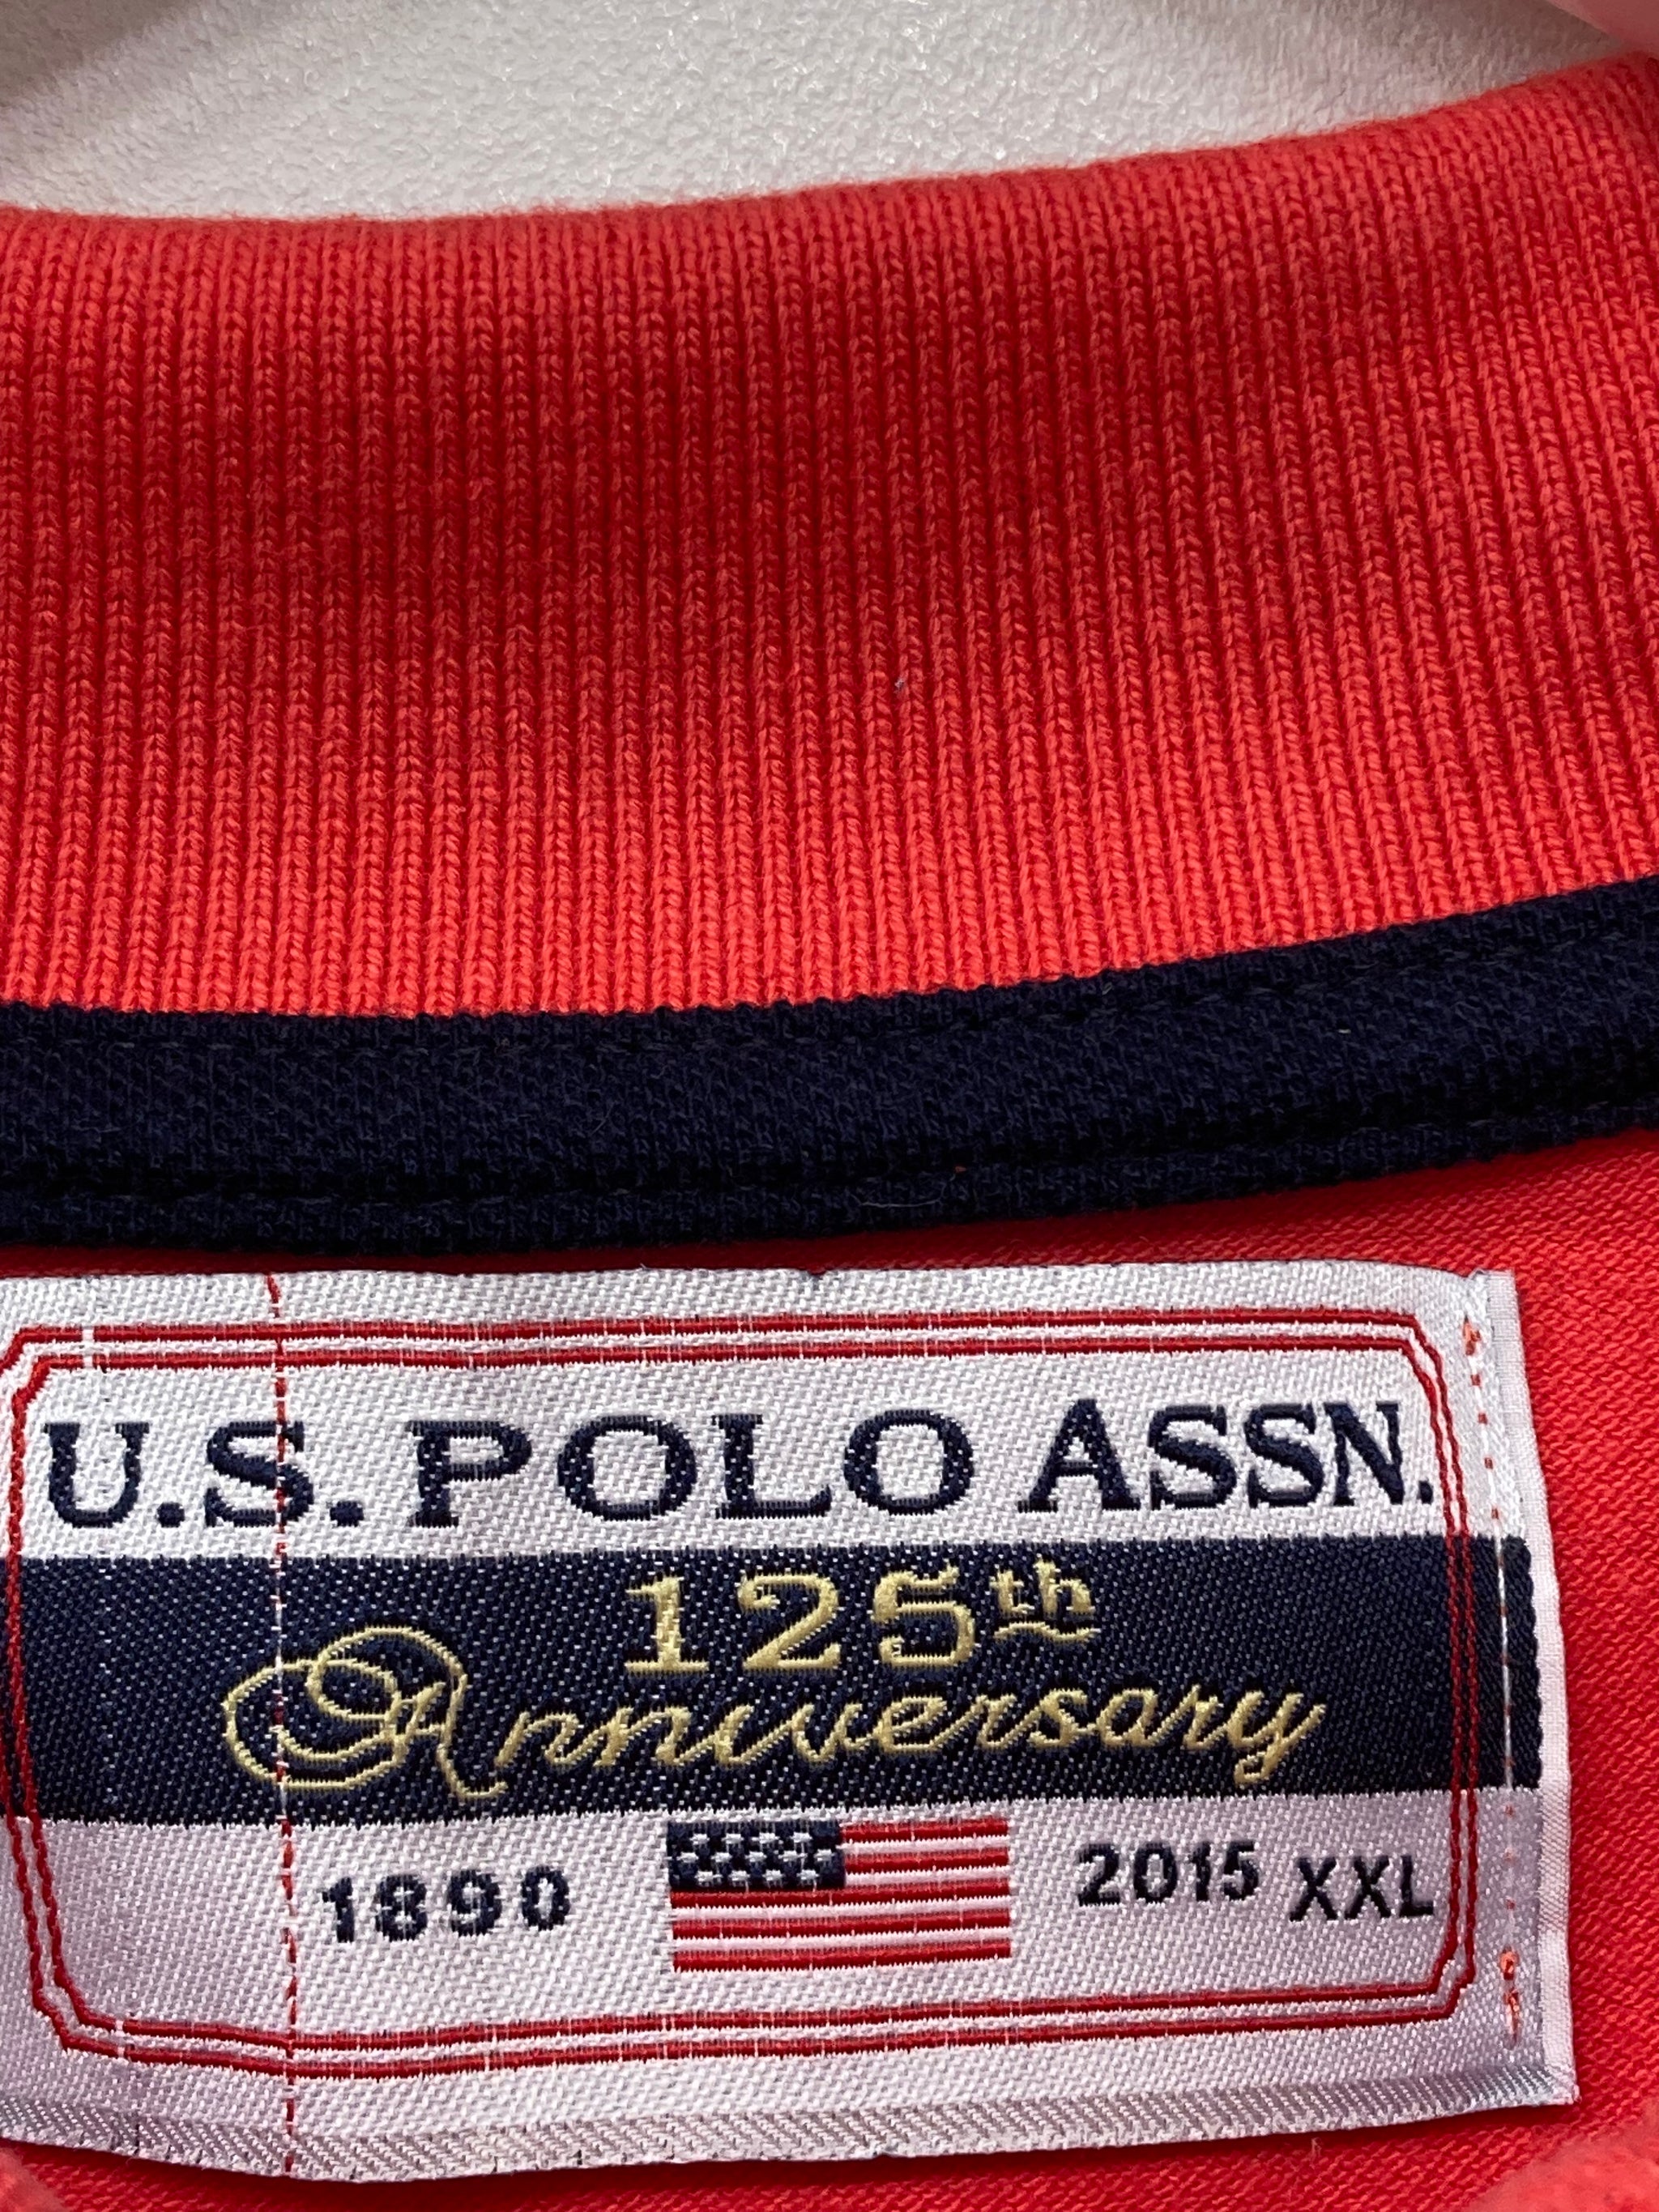 U.S. POLO ASSN.
125th
Anniversary
1890 2015 XXL